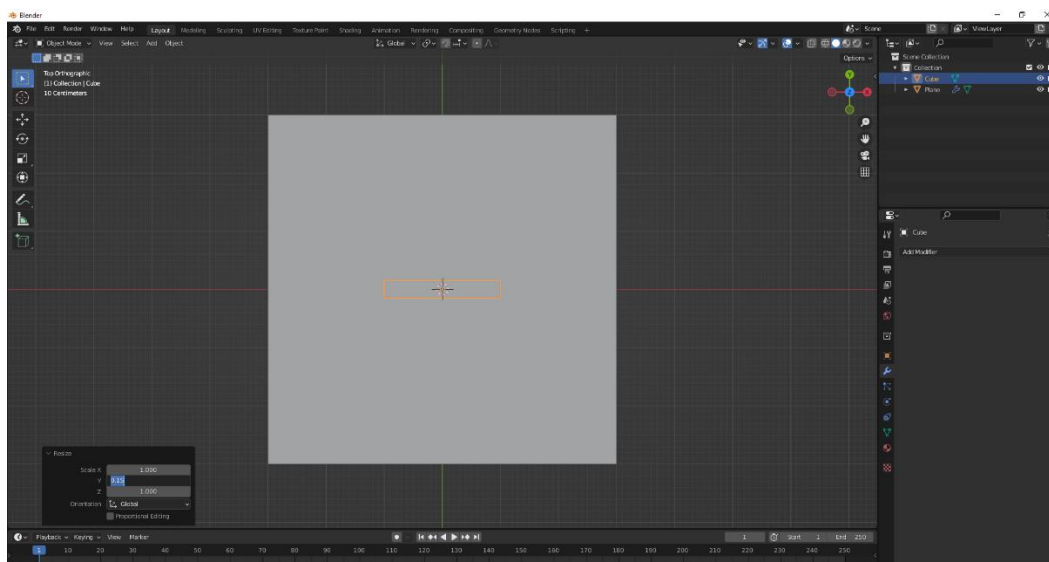 Blender
File Edit Render Window Help Layout Modeling Sculpting UV Editing Texture Paint Shading Animation Rendering Compositing Geometry Nodes Scripting + Scene ViewLayer
Object Mode View Select Add Object Global
Options
Top Orthographic
(1) Collection | Cube
10 Centimeters
Y
Z
X
Scene Collection
Collection
Cube
Plano
Cube
Add Modifier
Resize
Scale X 1.000
Y 0.15
Z 1.000
Orientation Global
Proportional Editing
Playback Keying View Marker 1 Start 1 End 250
1 10 20 30 40 50 60 70 80 90 100 110 120 130 140 150 160 170 180 190 200 210 220 230 240 250